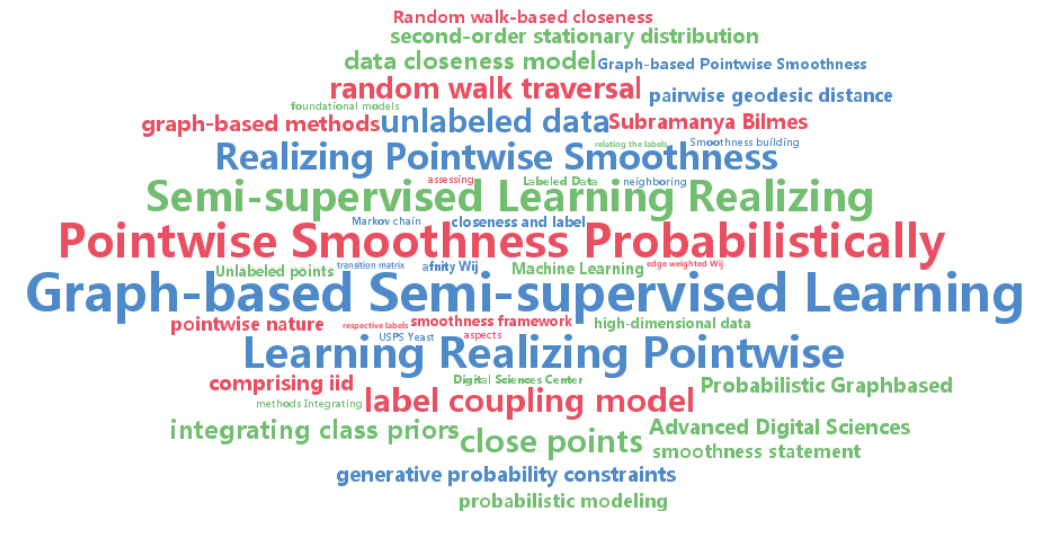 Random walk-based closeness
second-order stationary distribution
data closeness model
Graph-based Pointwise Smoothness
random walk traversal
pairwise geodesic distance
foundational models
graph-based methods
unlabeled data
Subramanya Bilmes
relating the labels
Smoothness building
Realizing Pointwise Smoothness
assessing
Labeled Data
neighboring
Semi-supervised Learning Realizing
Markov chain
closeness and label
Pointwise Smoothness Probabilistically
Unlabeled points
transition matrix
afnity Wij
Machine Learning
edge weighted Wij
Graph-based Semi-supervised Learning
pointwise nature
respective labels
smoothness framework
high-dimensional data
USPS Yeast
aspects
Learning Realizing Pointwise
comprising iid
Digital Sciences Center
Probabilistic Graphbased
methods Integrating
label coupling model
integrating class priors
close points
Advanced Digital Sciences
smoothness statement
generative probability constraints
probabilistic modeling